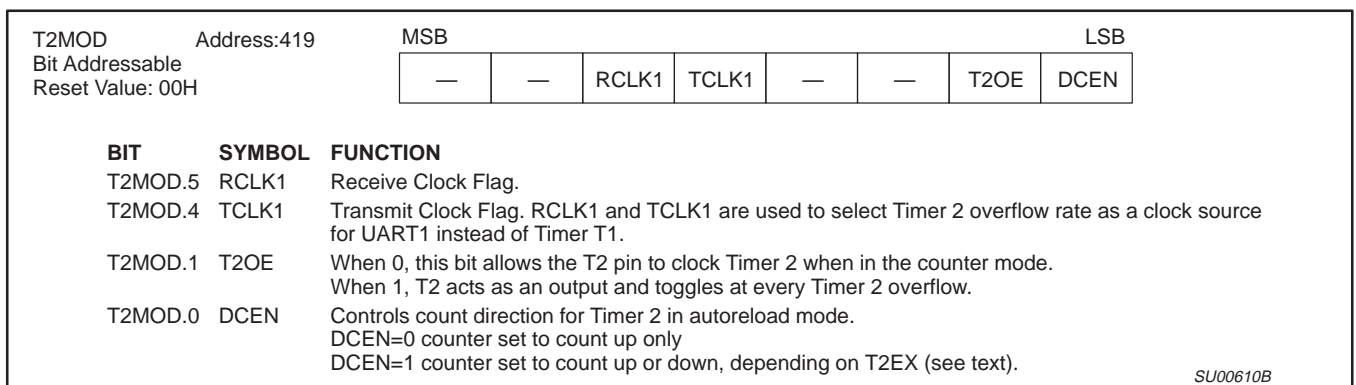 T2MOD Address:419 MSB LSB
Bit Addressable
Reset Value: 00H
— — RCLK1 TCLK1 — — T2OE DCEN
BIT SYMBOL FUNCTION
T2MOD.5 RCLK1 Receive Clock Flag.
T2MOD.4 TCLK1 Transmit Clock Flag. RCLK1 and TCLK1 are used to select Timer 2 overflow rate as a clock source
for UART1 instead of Timer T1.
T2MOD.1 T2OE When 0, this bit allows the T2 pin to clock Timer 2 when in the counter mode.
When 1, T2 acts as an output and toggles at every Timer 2 overflow.
T2MOD.0 DCEN Controls count direction for Timer 2 in autoreload mode.
DCEN=0 counter set to count up only
DCEN=1 counter set to count up or down, depending on T2EX (see text).
SU00610B